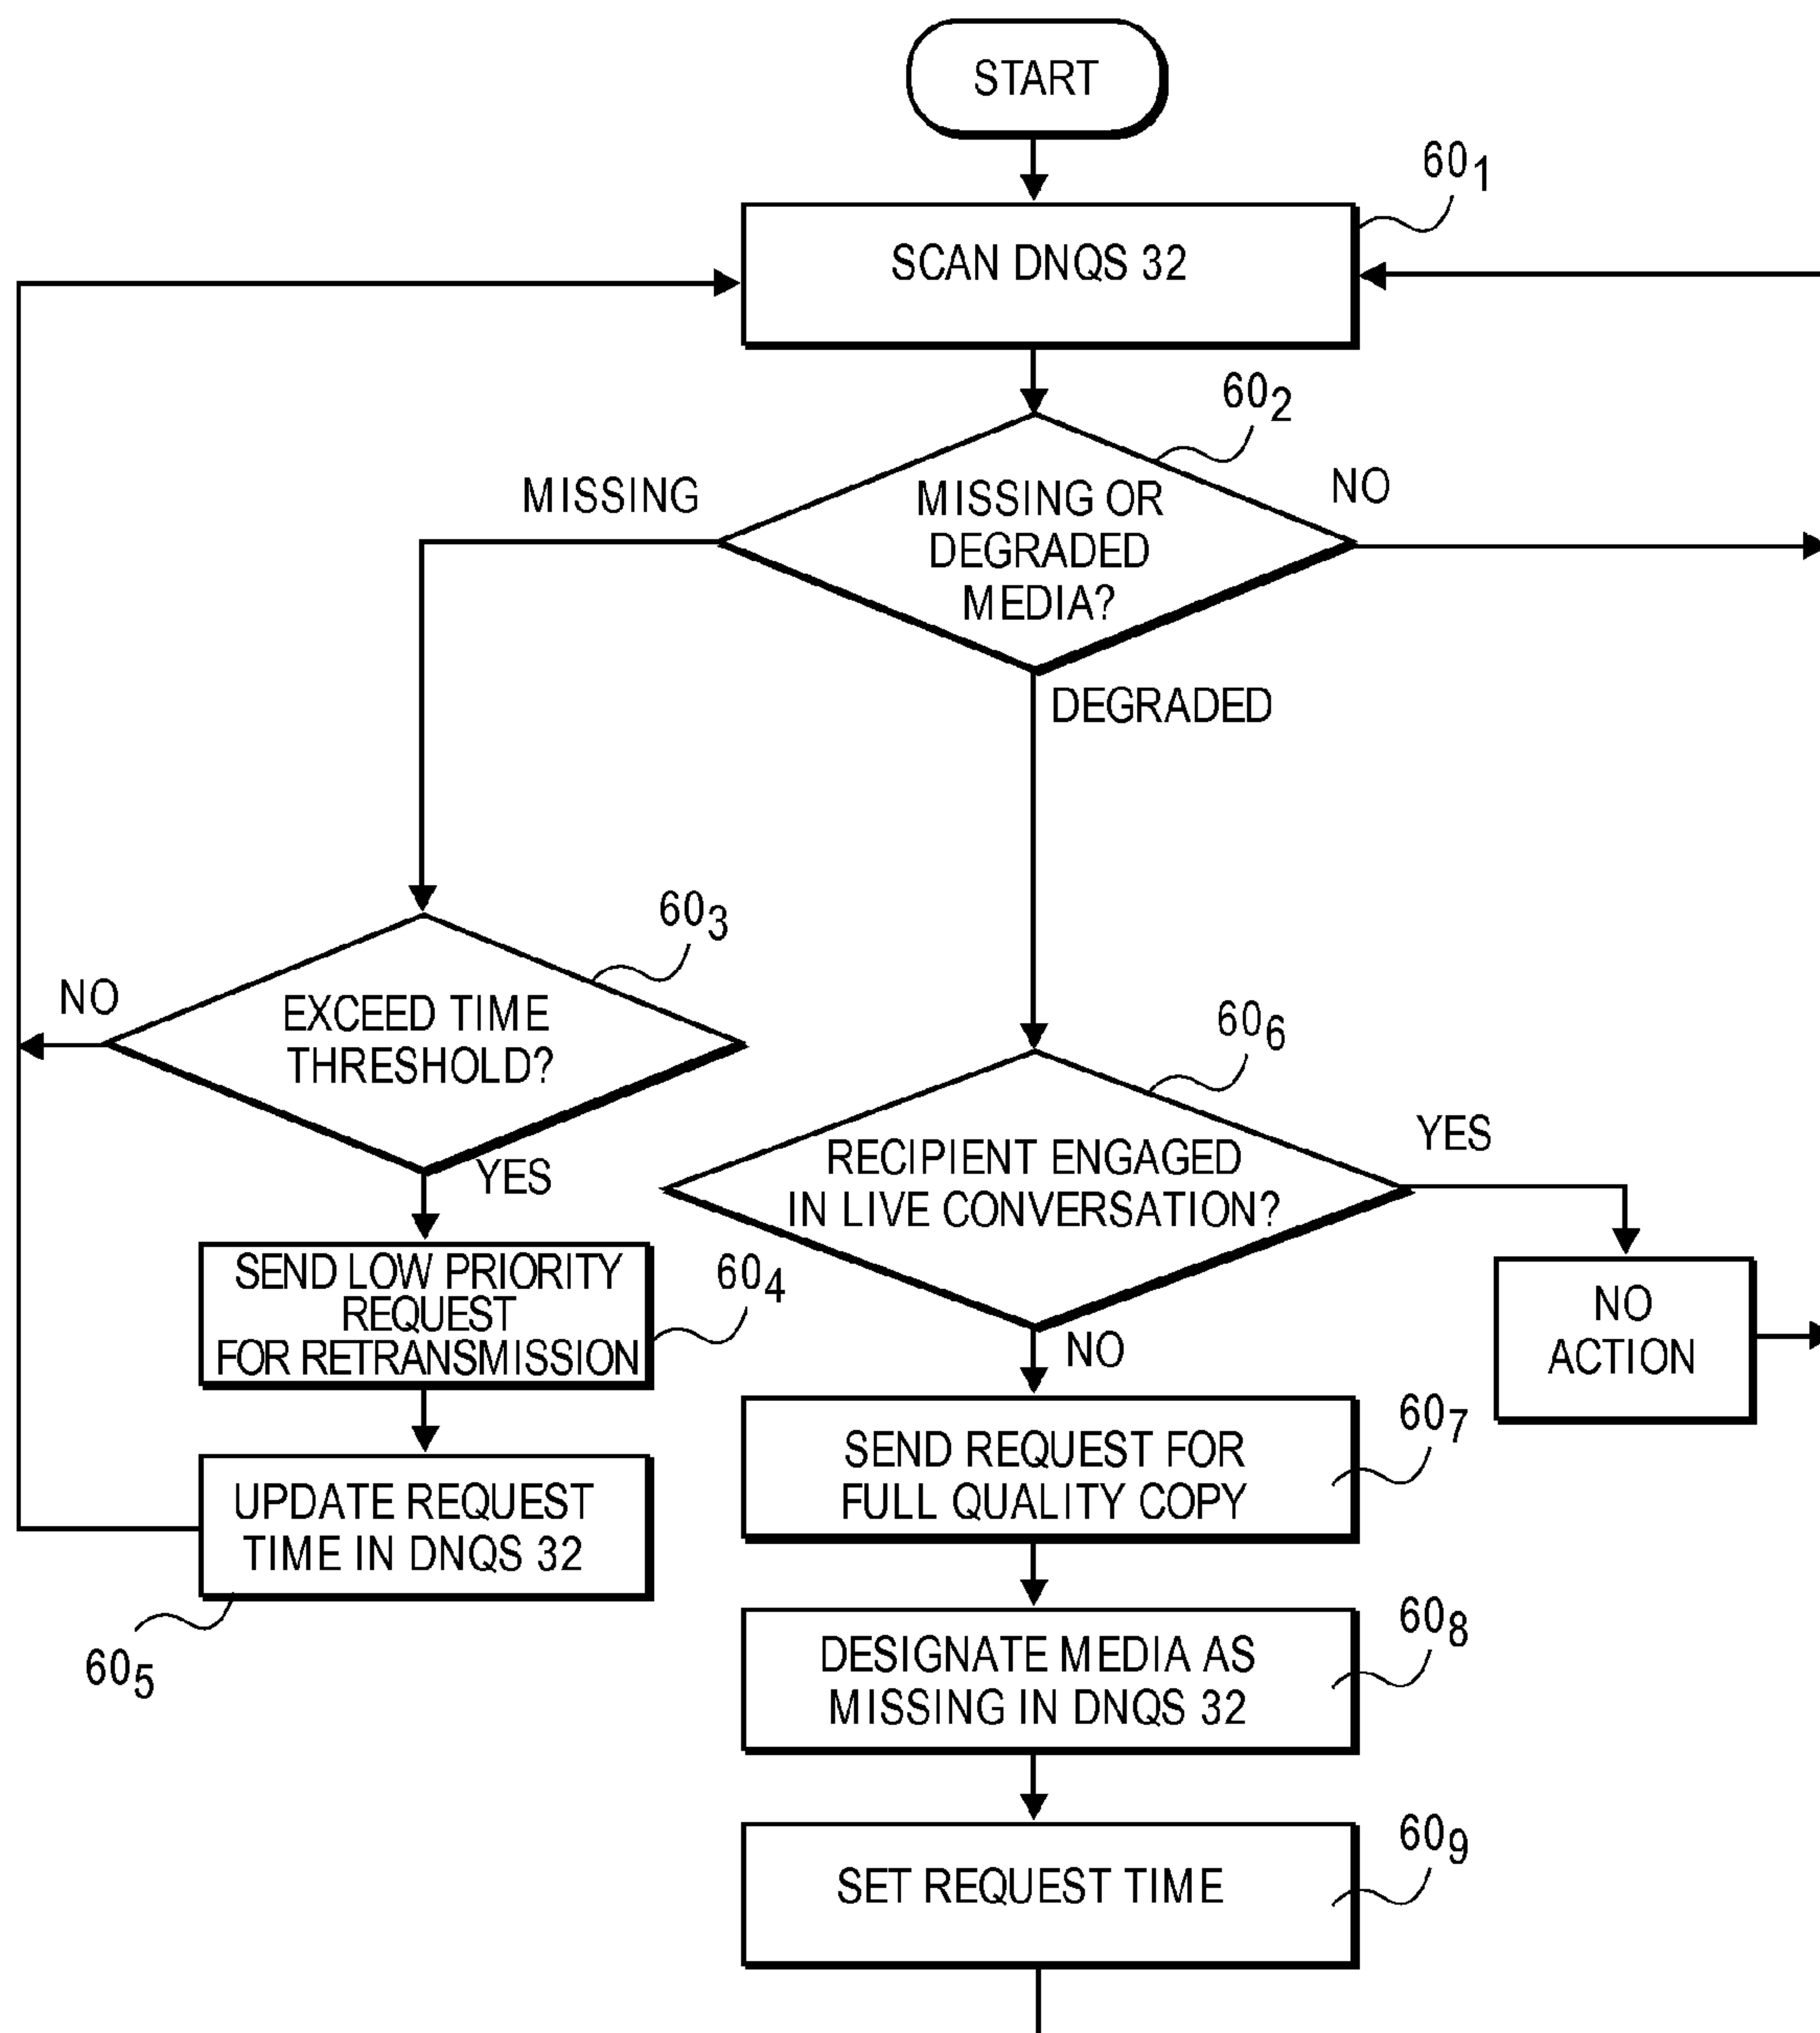 START
60₁
SCAN DNQS 32
60₂
MISSING
MISSING OR
DEGRADED
MEDIA?
NO
DEGRADED
60₃
NO
EXCEED TIME
THRESHOLD?
YES
60₆
RECIPIENT ENGAGED
IN LIVE CONVERSATION?
YES
SEND LOW PRIORITY
REQUEST
FOR RETRANSMISSION
60₄
NO
NO
ACTION
UPDATE REQUEST
TIME IN DNQS 32
60₅
SEND REQUEST FOR
FULL QUALITY COPY
60₇
DESIGNATE MEDIA AS
MISSING IN DNQS 32
60₈
SET REQUEST TIME
60₉